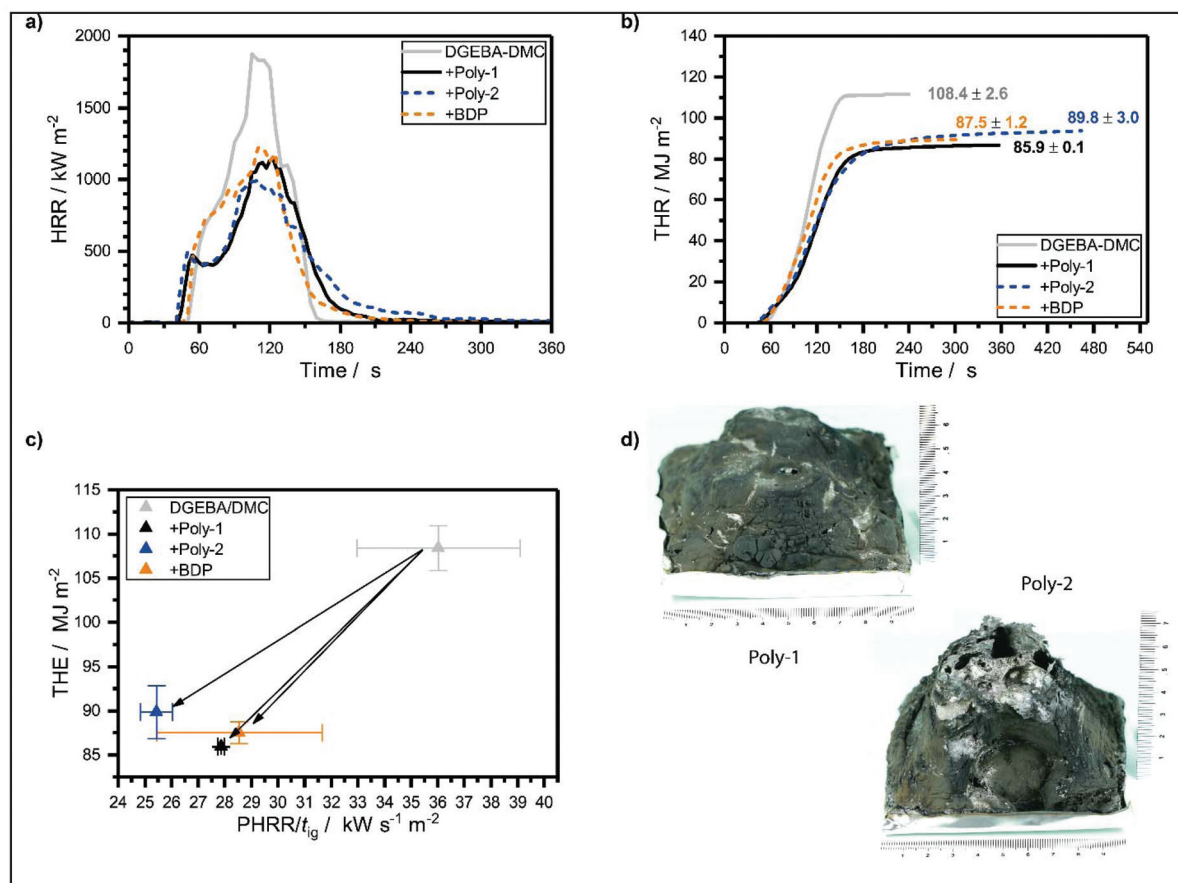 a)
2000
1500
1000
500
0
HRR / kW m⁻²
DGEBA-DMC
+Poly-1
+Poly-2
+BDP
0 60 120 180 240 300 360
Time / s
b)
140
120
100
80
60
40
20
0
THR / MJ m⁻²
108.4 ± 2.6
87.5 ± 1.2
89.8 ± 3.0
85.9 ± 0.1
DGEBA-DMC
+Poly-1
+Poly-2
+BDP
0 60 120 180 240 300 360 420 480 540
Time / s
c)
115
110
105
100
95
90
85
THE / MJ m⁻²
DGEBA/DMC
+Poly-1
+Poly-2
+BDP
24 25 26 27 28 29 30 31 32 33 34 35 36 37 38 39 40
PHRR/t_ig / kW s⁻¹ m⁻²
d)
Poly-1
Poly-2